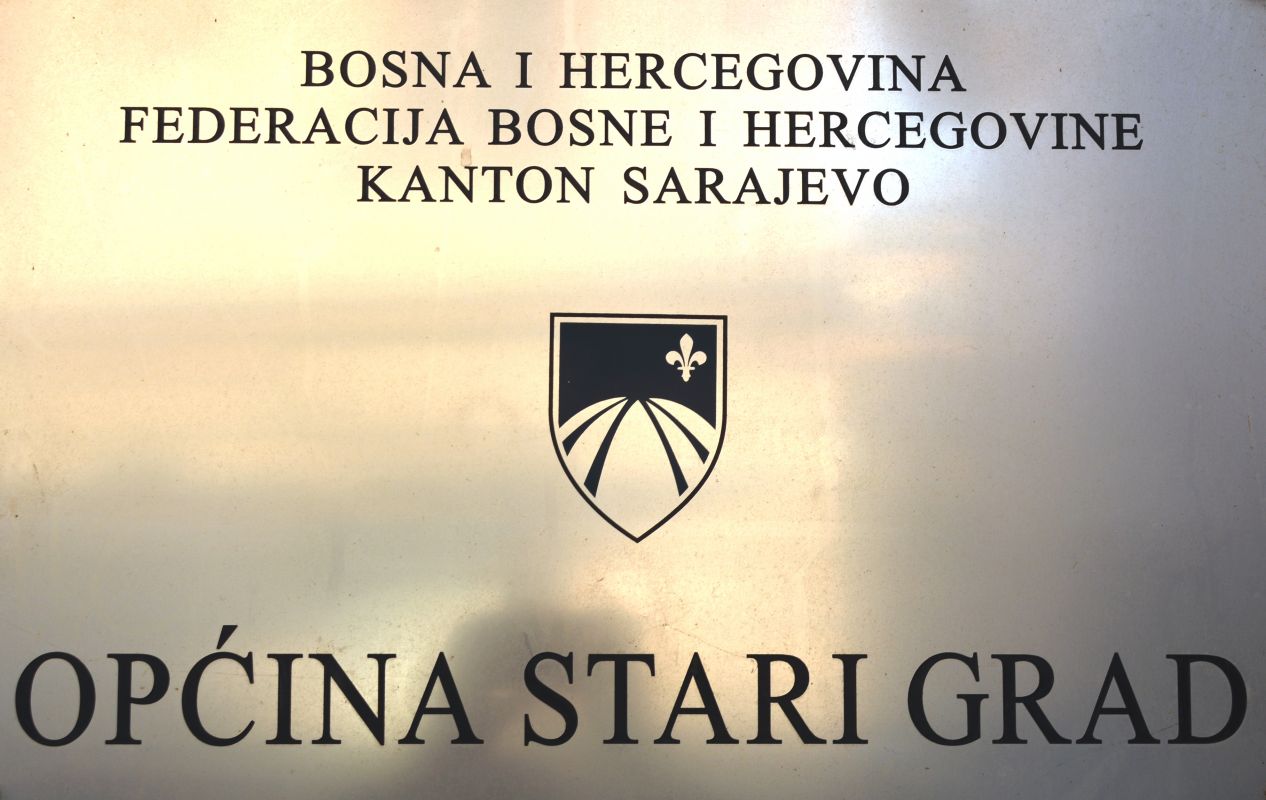 BOSNA I HERCEGOVINA
FEDERACIJA BOSNE I HERCEGOVINE
KANTON SARAJEVO
OPĆINA STARI GRAD